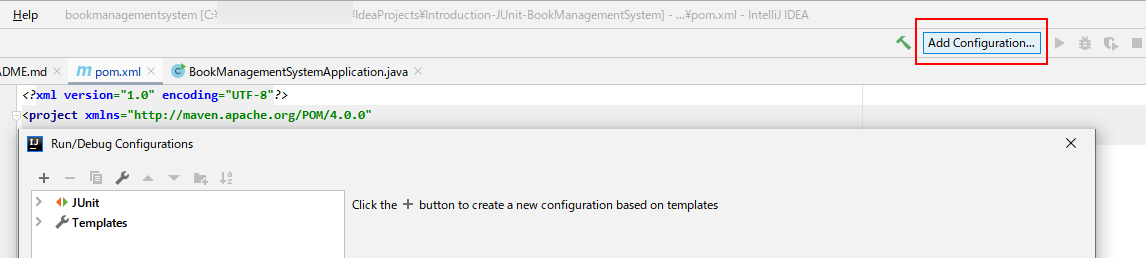 Help bookmanagementsystem [C:¥ ¥IdeaProjects¥Introduction-JUnit-BookManagementSystem] - ...¥pom.xml - IntelliJ IDEA
Add Configuration...
ADME.md pom.xml BookManagementSystemApplication.java
<?xml version="1.0" encoding="UTF-8"?>
<project xmlns="http://maven.apache.org/POM/4.0.0"
Run/Debug Configurations
JUnit
Click the + button to create a new configuration based on templates
Templates